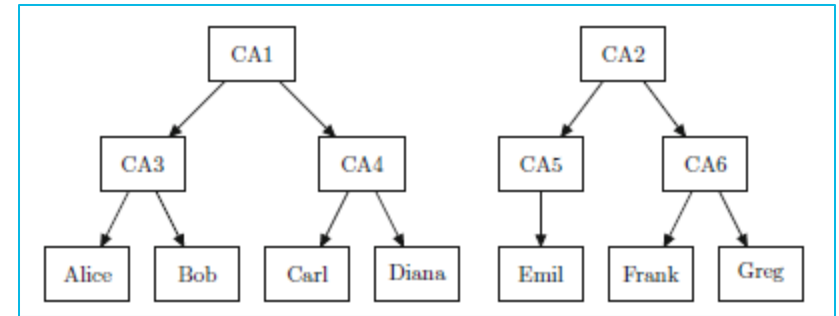 CA1
CA2
CA3
CA4
CA5
CA6
Alice
Bob
Carl
Diana
Emil
Frank
Greg